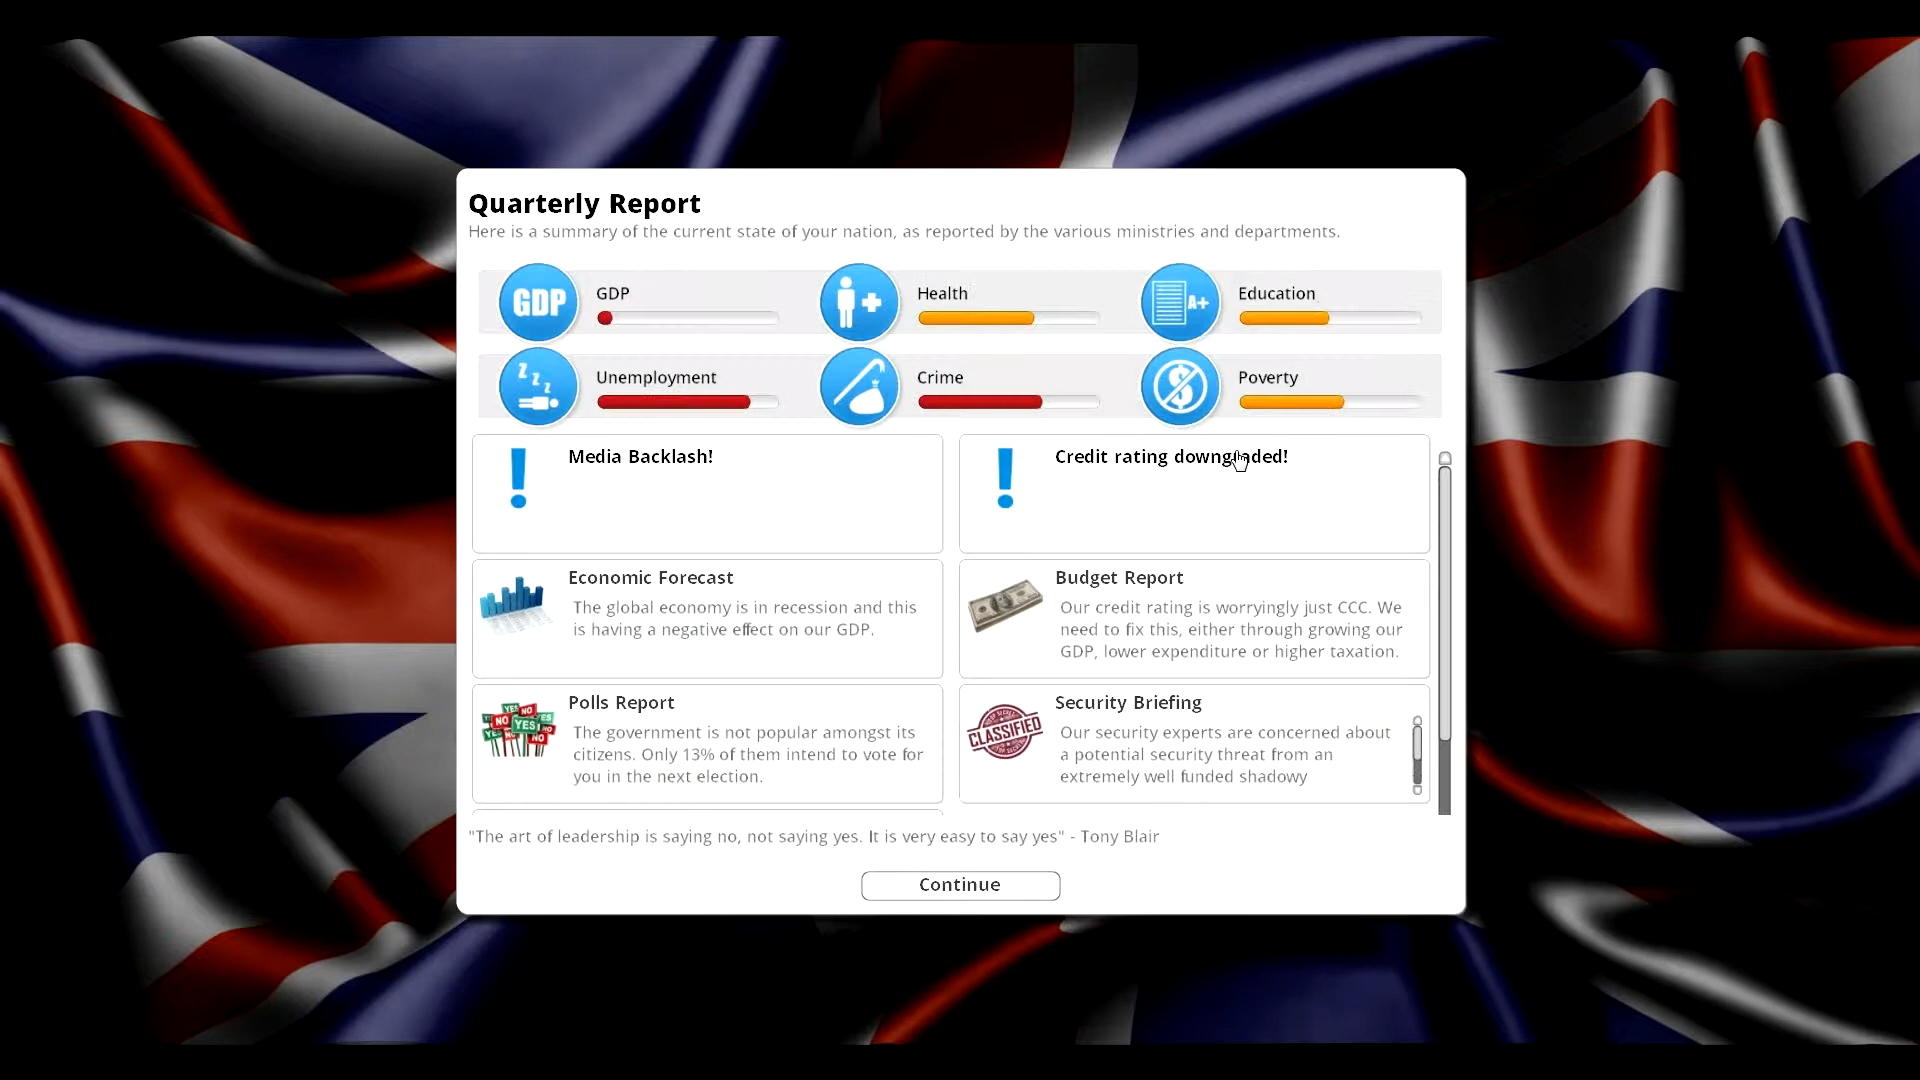 Quarterly Report
Here is a summary of the current state of your nation, as reported by the various ministries and departments.
GDP
GDP
Health
A+
Education
Z Z Z
Unemployment
Crime
$
Poverty
! Media Backlash!
! Credit rating downgraded!
Economic Forecast
The global economy is in recession and this
is having a negative effect on our GDP.
Budget Report
Our credit rating is worryingly just CCC. We
need to fix this, either through growing our
GDP, lower expenditure or higher taxation.
YES NO
NO YES YES
NO
Polls Report
The government is not popular amongst its
citizens. Only 13% of them intend to vote for
you in the next election.
CLASSIFIED
Security Briefing
Our security experts are concerned about
a potential security threat from an
extremely well funded shadowy
"The art of leadership is saying no, not saying yes. It is very easy to say yes" - Tony Blair
Continue